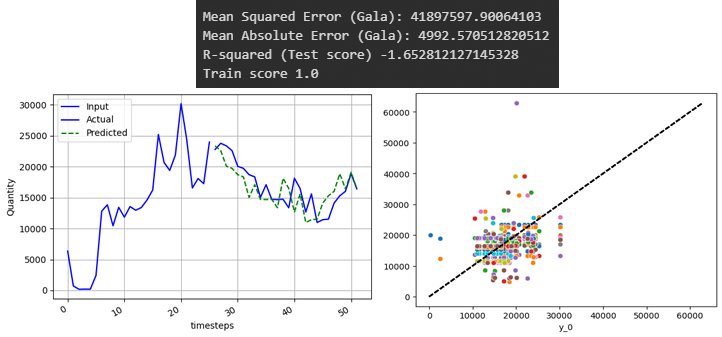 Mean Squared Error (Gala): 41897597.90064103
Mean Absolute Error (Gala): 4992.570512820512
R-squared (Test score) -1.652812127145328
Train score 1.0
30000
25000
20000
15000
10000
5000
0
Quantity
Input
Actual
Predicted
0 10 20 30 40 50
timesteps
60000
50000
40000
30000
20000
10000
0
0 10000 20000 30000 40000 50000 60000
y_0